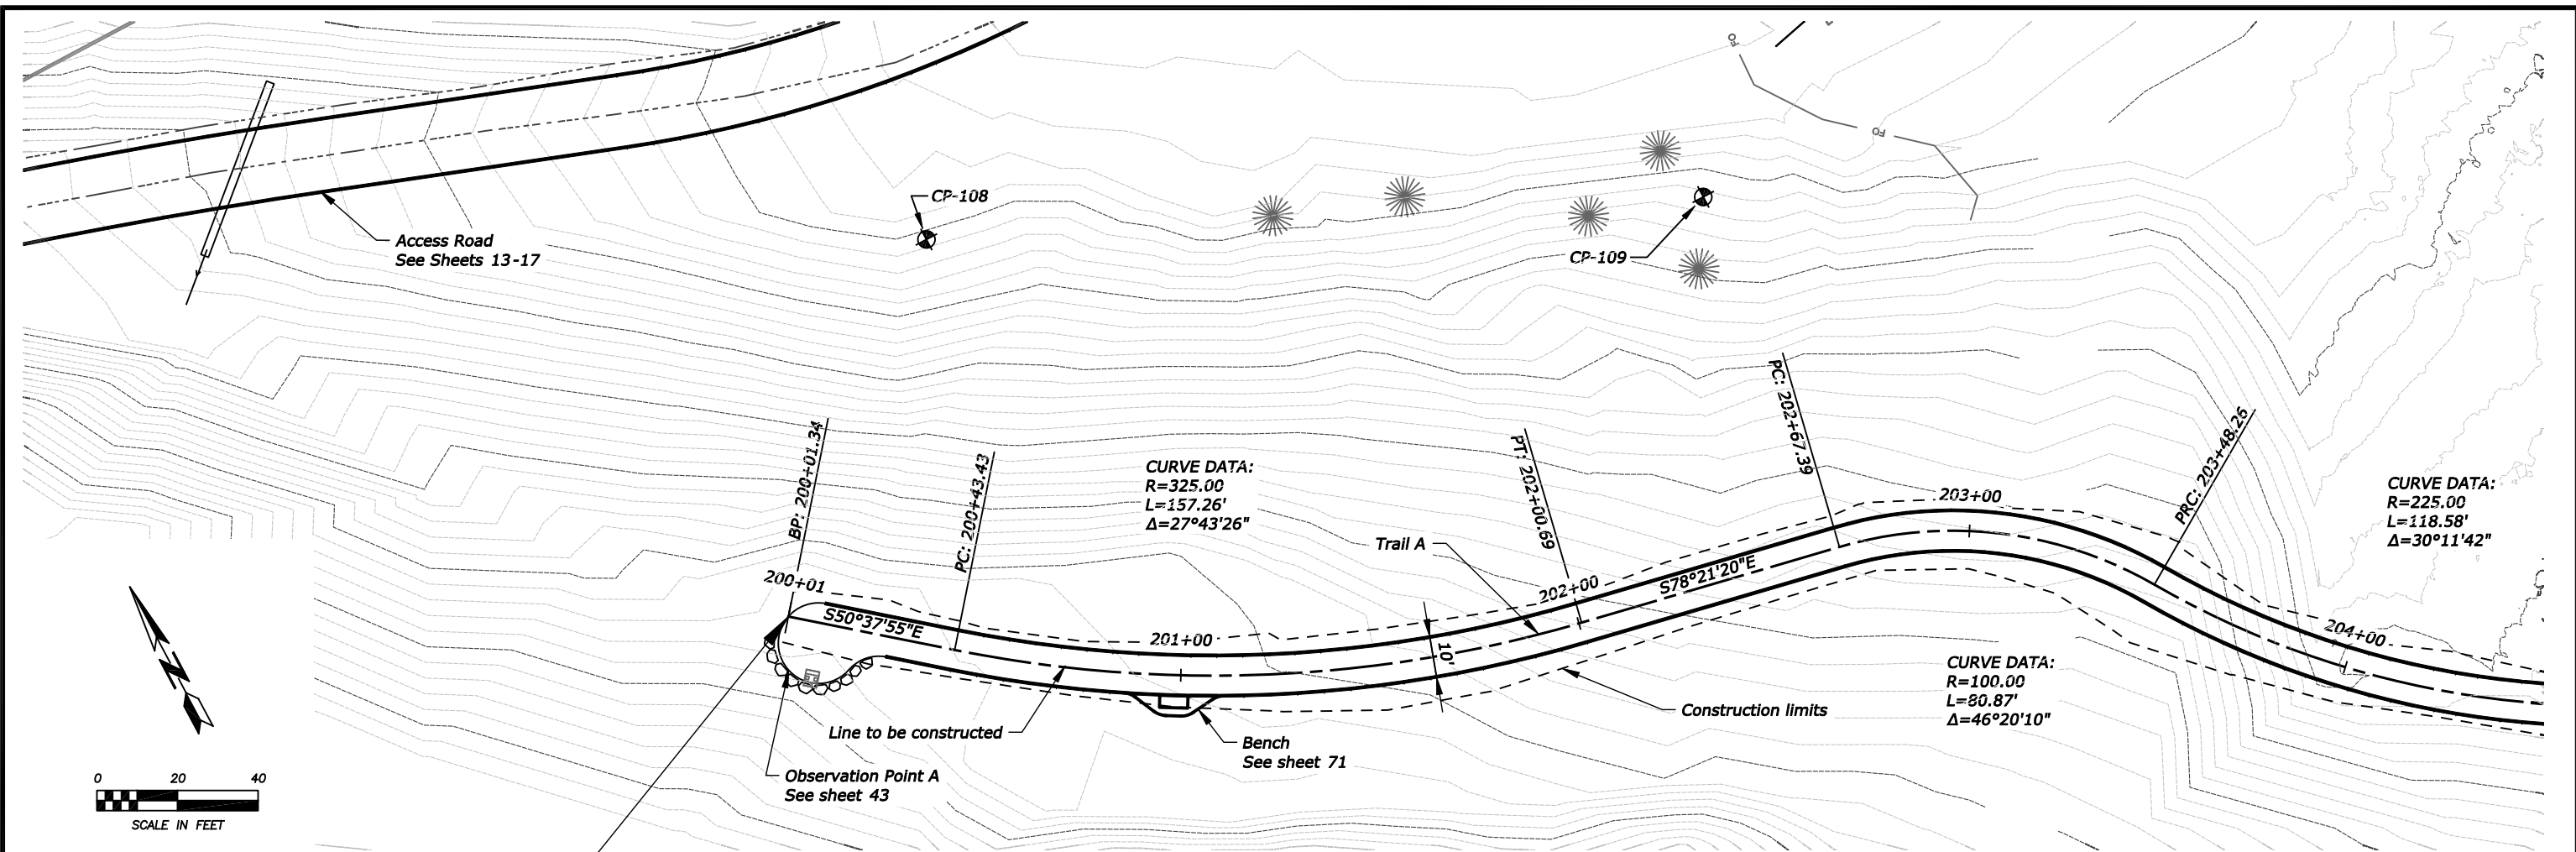 FO
FO
CP-108
Access Road
See Sheets 13-17
CP-109
BP: 200+01.34
PC: 200+43.43
CURVE DATA:
R=325.00
L=157.26'
Δ=27°43'26"
PT: 202+00.69
PC: 202+67.39
203+00
PRC: 203+48.26
CURVE DATA:
R=225.00
L=118.58'
Δ=30°11'42"
Trail A
200+01
S50°37'55"E
201+00
202+00
S78°21'20"E
10'
204+00
N
CURVE DATA:
R=100.00
L=80.87'
Δ=46°20'10"
Construction limits
Line to be constructed
Bench
See sheet 71
Observation Point A
See sheet 43
0 20 40
SCALE IN FEET